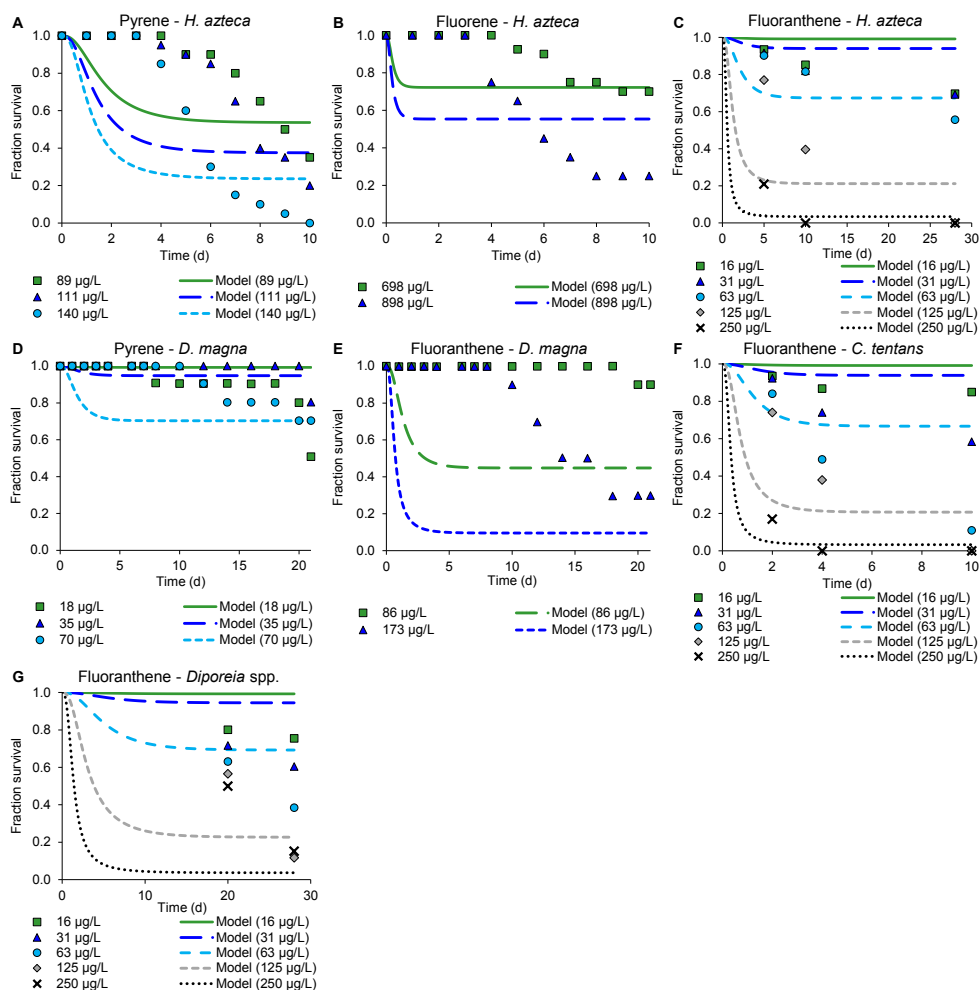 A
Pyrene - H. azteca
Fraction survival
1.0
0.8
0.6
0.4
0.2
0.0
0 2 4 6 8 10
Time (d)
89 µg/L Model (89 µg/L)
111 µg/L Model (111 µg/L)
140 µg/L Model (140 µg/L)
B
Fluorene - H. azteca
Fraction survival
1.0
0.8
0.6
0.4
0.2
0.0
0 2 4 6 8 10
Time (d)
698 µg/L Model (698 µg/L)
898 µg/L Model (898 µg/L)
C
Fluoranthene - H. azteca
Fraction survival
1.0
0.8
0.6
0.4
0.2
0.0
0 5 10 15 20 25 30
Time (d)
16 µg/L Model (16 µg/L)
31 µg/L Model (31 µg/L)
63 µg/L Model (63 µg/L)
125 µg/L Model (125 µg/L)
250 µg/L Model (250 µg/L)
D
Pyrene - D. magna
Fraction survival
1.0
0.8
0.6
0.4
0.2
0.0
0 5 10 15 20
Time (d)
18 µg/L Model (18 µg/L)
35 µg/L Model (35 µg/L)
70 µg/L Model (70 µg/L)
E
Fluoranthene - D. magna
Fraction survival
1.0
0.8
0.6
0.4
0.2
0.0
0 5 10 15 20
Time (d)
86 µg/L Model (86 µg/L)
173 µg/L Model (173 µg/L)
F
Fluoranthene - C. tentans
Fraction survival
1.0
0.8
0.6
0.4
0.2
0.0
0 2 4 6 8 10
Time (d)
16 µg/L Model (16 µg/L)
31 µg/L Model (31 µg/L)
63 µg/L Model (63 µg/L)
125 µg/L Model (125 µg/L)
250 µg/L Model (250 µg/L)
G
Fluoranthene - Diporeia spp.
Fraction survival
1.0
0.8
0.6
0.4
0.2
0.0
0 10 20 30
Time (d)
16 µg/L Model (16 µg/L)
31 µg/L Model (31 µg/L)
63 µg/L Model (63 µg/L)
125 µg/L Model (125 µg/L)
250 µg/L Model (250 µg/L)